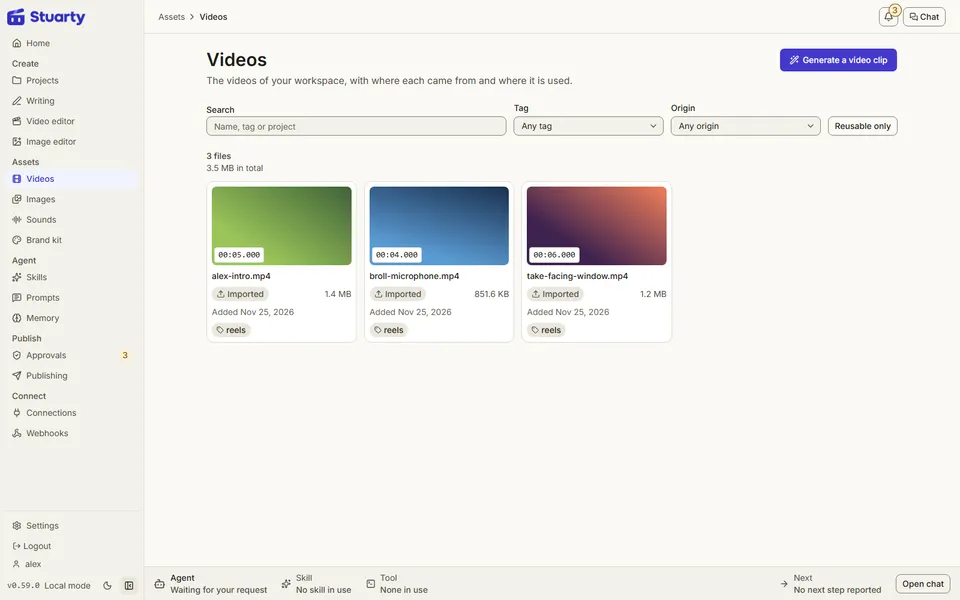 Stuarty
Assets > Videos
3
Chat
Home
Create
Projects
Writing
Video editor
Image editor
Assets
Videos
Images
Sounds
Brand kit
Agent
Skills
Prompts
Memory
Publish
Approvals 3
Publishing
Connect
Connections
Webhooks
Settings
Logout
alex
v0.59.0 Local mode
Videos
Generate a video clip
The videos of your workspace, with where each came from and where it is used.
Search
Name, tag or project
Tag
Any tag
Origin
Any origin
Reusable only
3 files
3.5 MB in total
00:05.000
alex-intro.mp4
Imported 1.4 MB
Added Nov 25, 2026
reels
00:04.000
broll-microphone.mp4
Imported 851.6 KB
Added Nov 25, 2026
reels
00:06.000
take-facing-window.mp4
Imported 1.2 MB
Added Nov 25, 2026
reels
Agent
Waiting for your request
Skill
No skill in use
Tool
None in use
Next
No next step reported
Open chat